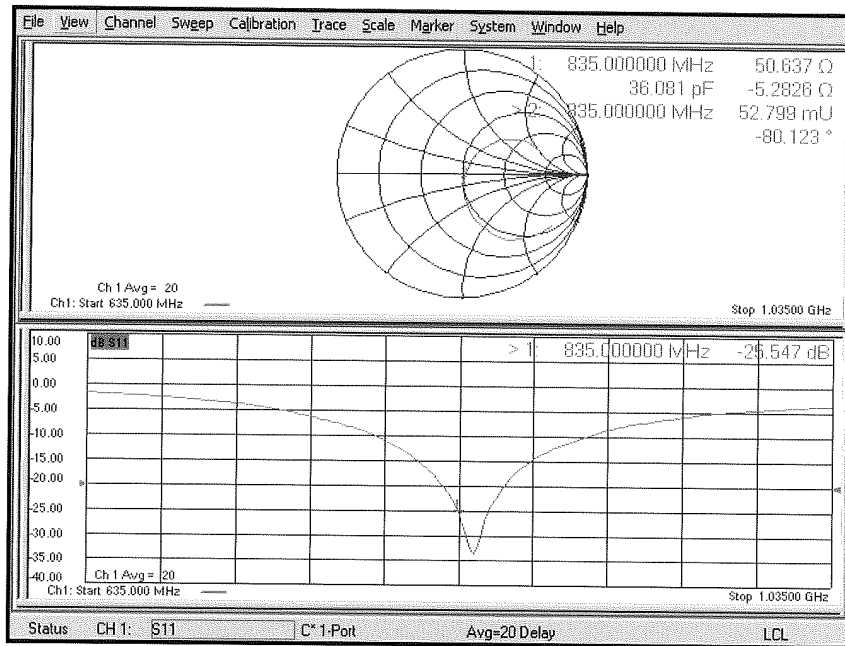 File View Channel Sweep Calibration Trace Scale Marker System Window Help
1: 835.000000 MHz 50.637 Ω
36.081 pF -5.2826 Ω
> 2: 835.000000 MHz 52.799 mU
-80.123 °
Ch 1 Avg = 20
Ch1: Start 635.000 MHz
Stop 1.03500 GHz
10.00
dB S11
> 1: 835.000000 MHz -25.547 dB
5.00
0.00
-5.00
-10.00
-15.00
-20.00
-25.00
-30.00
-35.00
-40.00
Ch 1 Avg = 20
Ch1: Start 635.000 MHz
Stop 1.03500 GHz
Status CH 1: S11 C* 1-Port Avg=20 Delay LCL